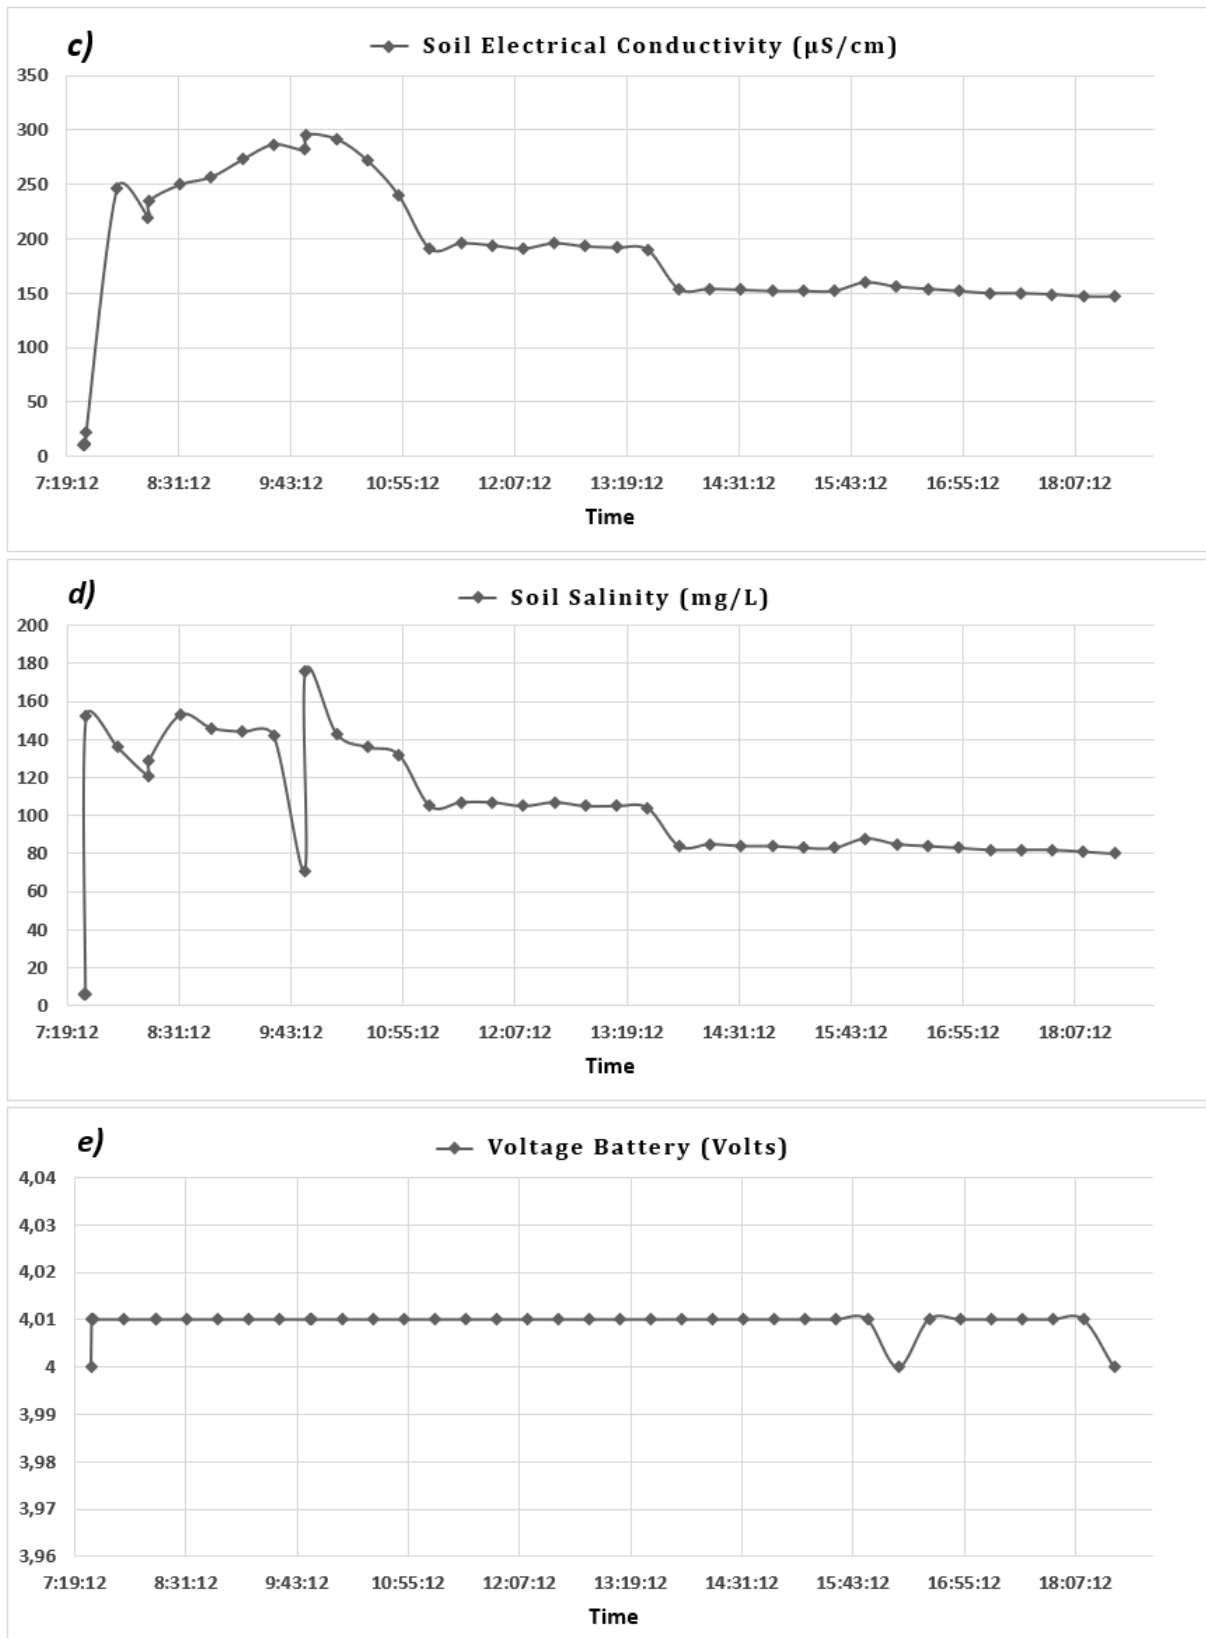 c)
Soil Electrical Conductivity (µS/cm)
350
300
250
200
150
100
50
0
7:19:12 8:31:12 9:43:12 10:55:12 12:07:12 13:19:12 14:31:12 15:43:12 16:55:12 18:07:12
Time
d)
Soil Salinity (mg/L)
200
180
160
140
120
100
80
60
40
20
0
7:19:12 8:31:12 9:43:12 10:55:12 12:07:12 13:19:12 14:31:12 15:43:12 16:55:12 18:07:12
Time
e)
Voltage Battery (Volts)
4,04
4,03
4,02
4,01
4
3,99
3,98
3,97
3,96
7:19:12 8:31:12 9:43:12 10:55:12 12:07:12 13:19:12 14:31:12 15:43:12 16:55:12 18:07:12
Time